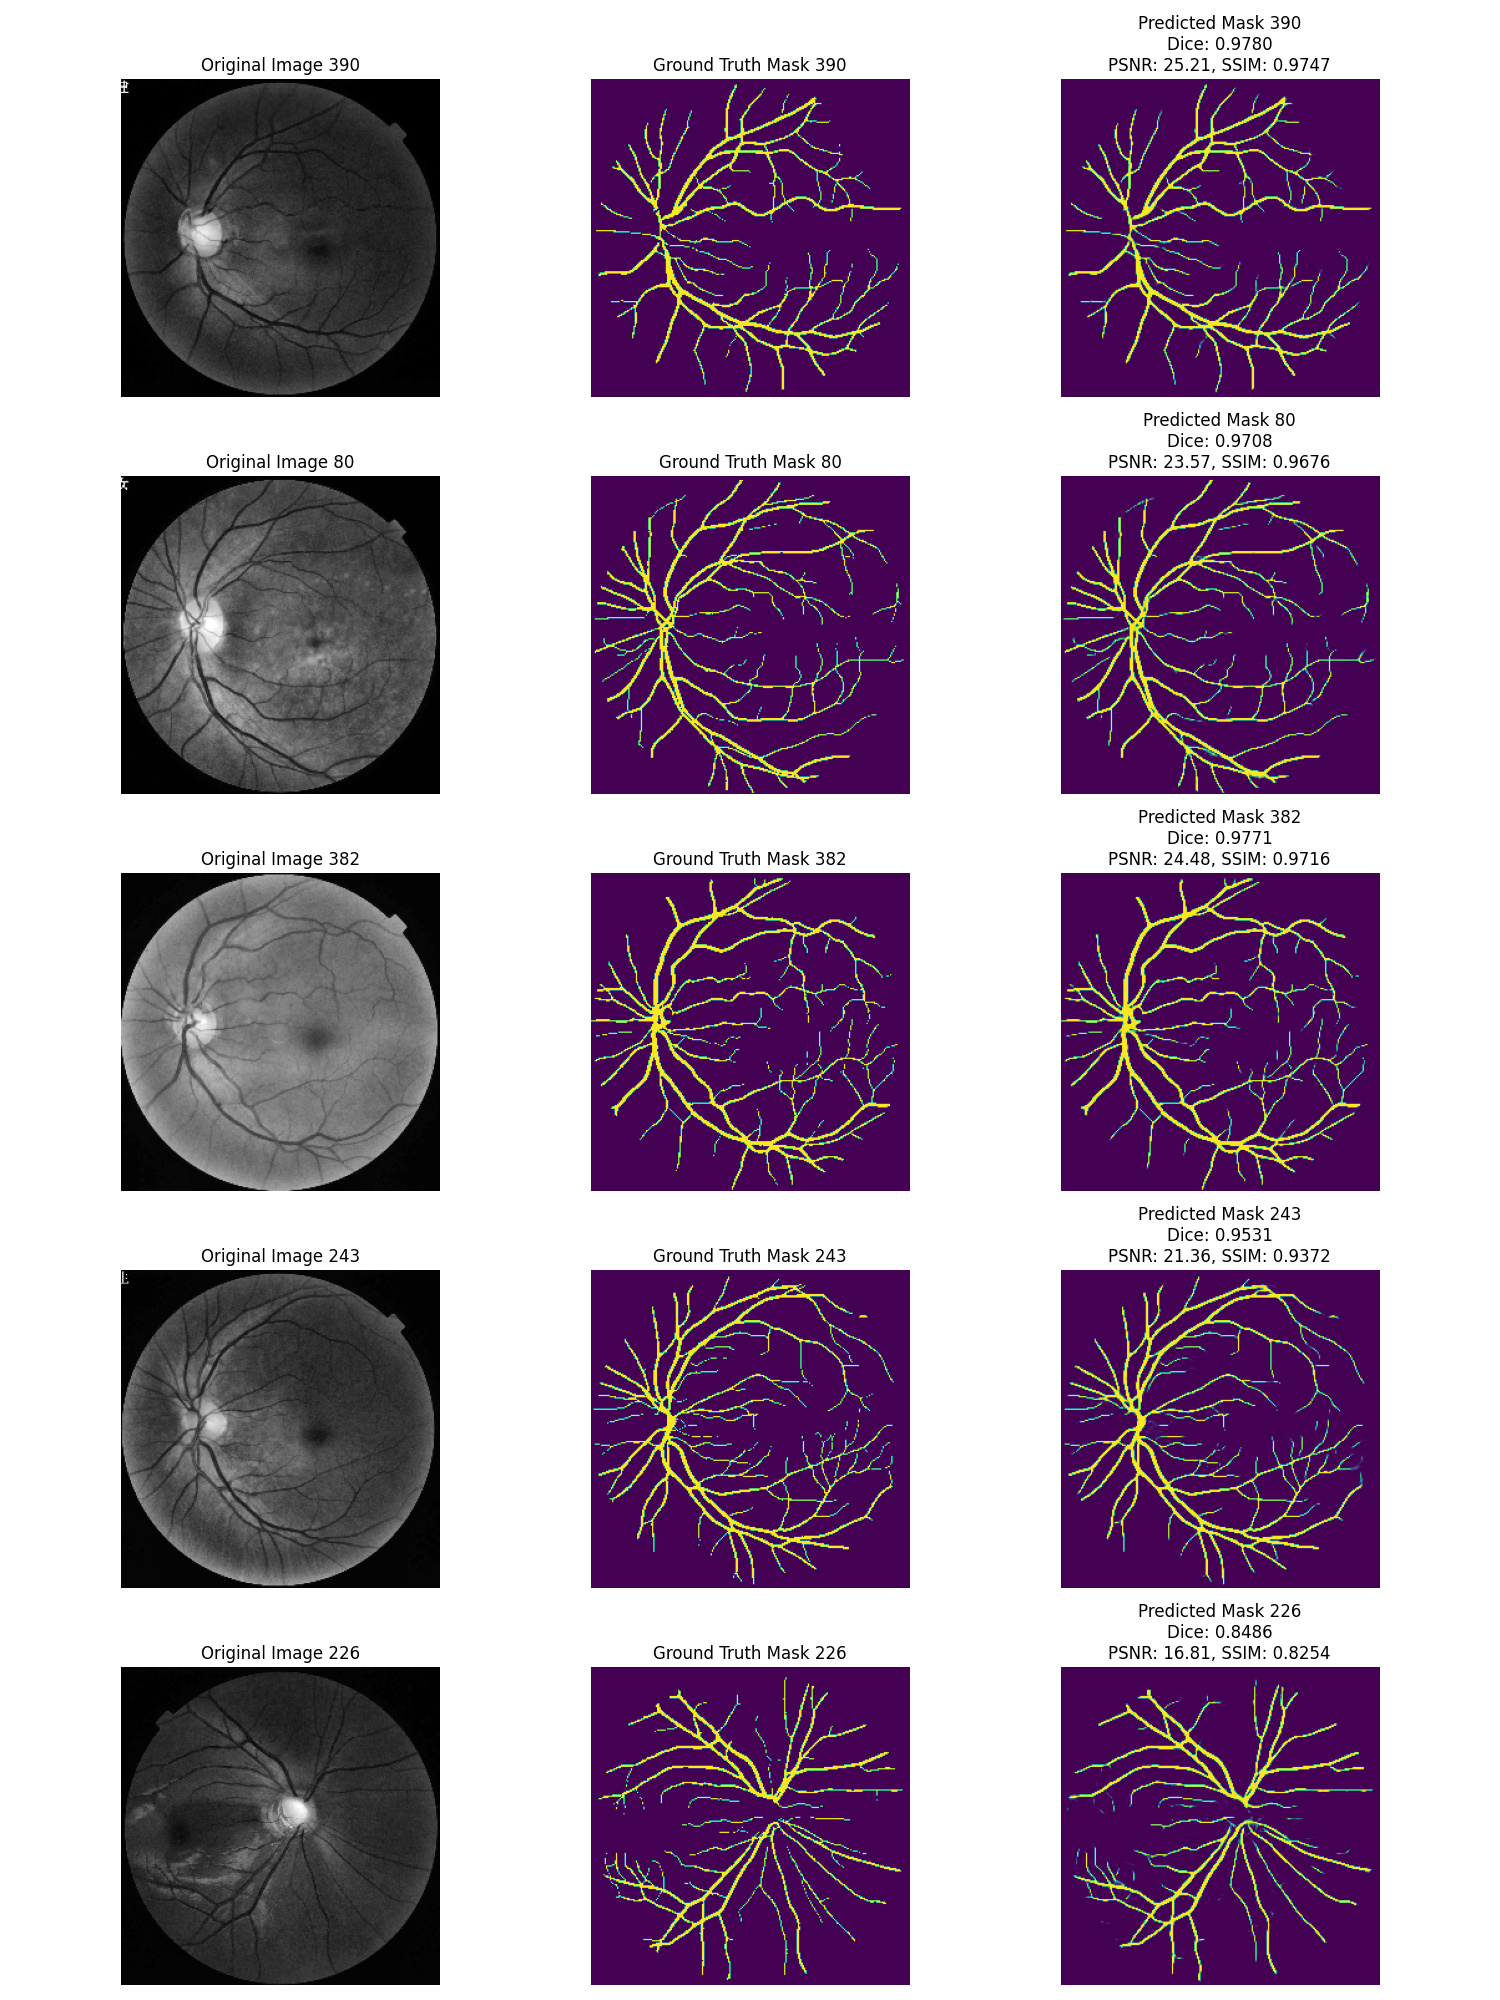 Original Image 390
Ground Truth Mask 390
Predicted Mask 390
Dice: 0.9780
PSNR: 25.21, SSIM: 0.9747
Original Image 80
Ground Truth Mask 80
Predicted Mask 80
Dice: 0.9708
PSNR: 23.57, SSIM: 0.9676
Original Image 382
Ground Truth Mask 382
Predicted Mask 382
Dice: 0.9771
PSNR: 24.48, SSIM: 0.9716
Original Image 243
Ground Truth Mask 243
Predicted Mask 243
Dice: 0.9531
PSNR: 21.36, SSIM: 0.9372
Original Image 226
Ground Truth Mask 226
Predicted Mask 226
Dice: 0.8486
PSNR: 16.81, SSIM: 0.8254